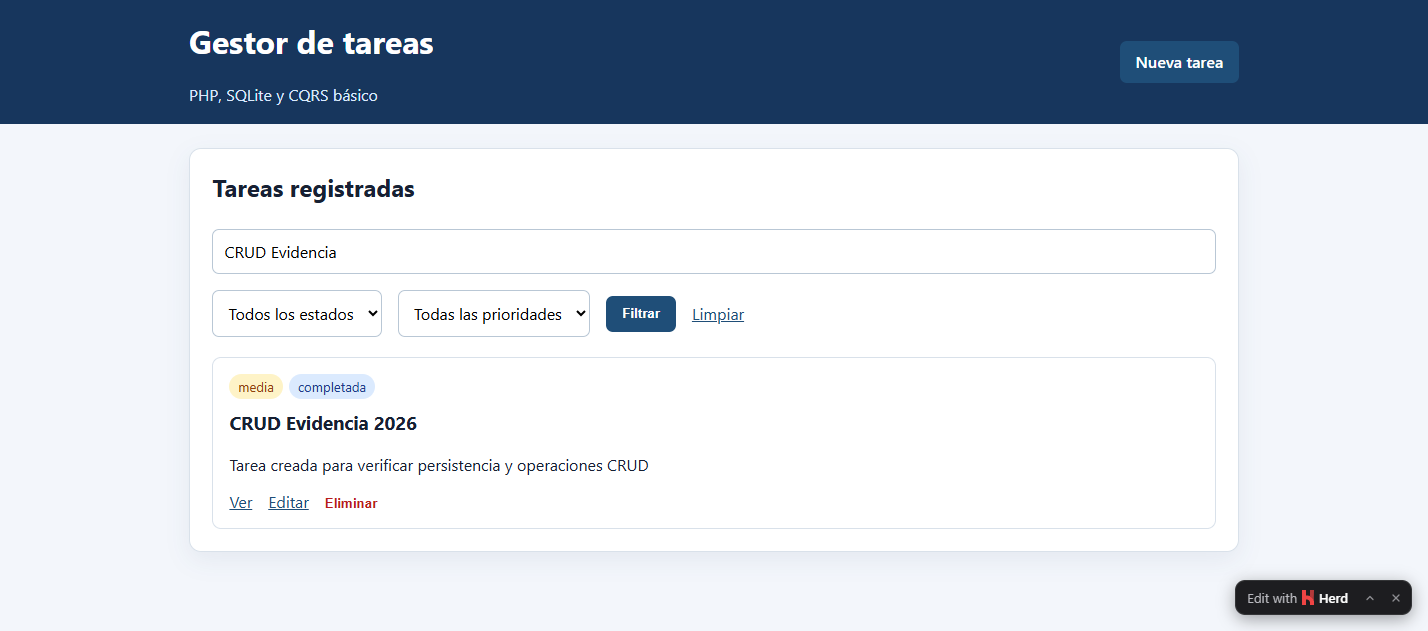 Gestor de tareas
Nueva tarea
PHP, SQLite y CQRS básico
Tareas registradas
CRUD Evidencia
Todos los estados Todas las prioridades Filtrar Limpiar
media completada
CRUD Evidencia 2026
Tarea creada para verificar persistencia y operaciones CRUD
Ver Editar Eliminar
Edit with Herd